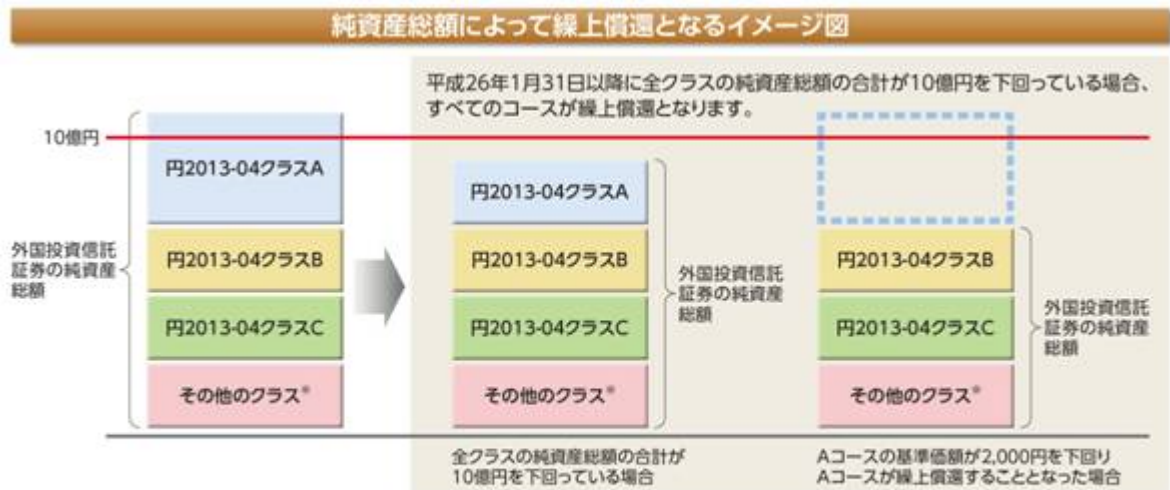 純資産総額によって繰上償還となるイメージ図
平成26年1月31日以降に全クラスの純資産総額の合計が10億円を下回っている場合、
すべてのコースが繰上償還となります。
10億円
外国投資信託
証券の純資産
総額
円2013-04クラスA
円2013-04クラスB
円2013-04クラスC
その他のクラス※
円2013-04クラスA
円2013-04クラスB
円2013-04クラスC
その他のクラス※
外国投資信託
証券の純資産
総額
全クラスの純資産総額の合計が
10億円を下回っている場合
円2013-04クラスB
円2013-04クラスC
その他のクラス※
外国投資信託
証券の純資産
総額
Aコースの基準価額が2,000円を下回り
Aコースが繰上償還することとなった場合